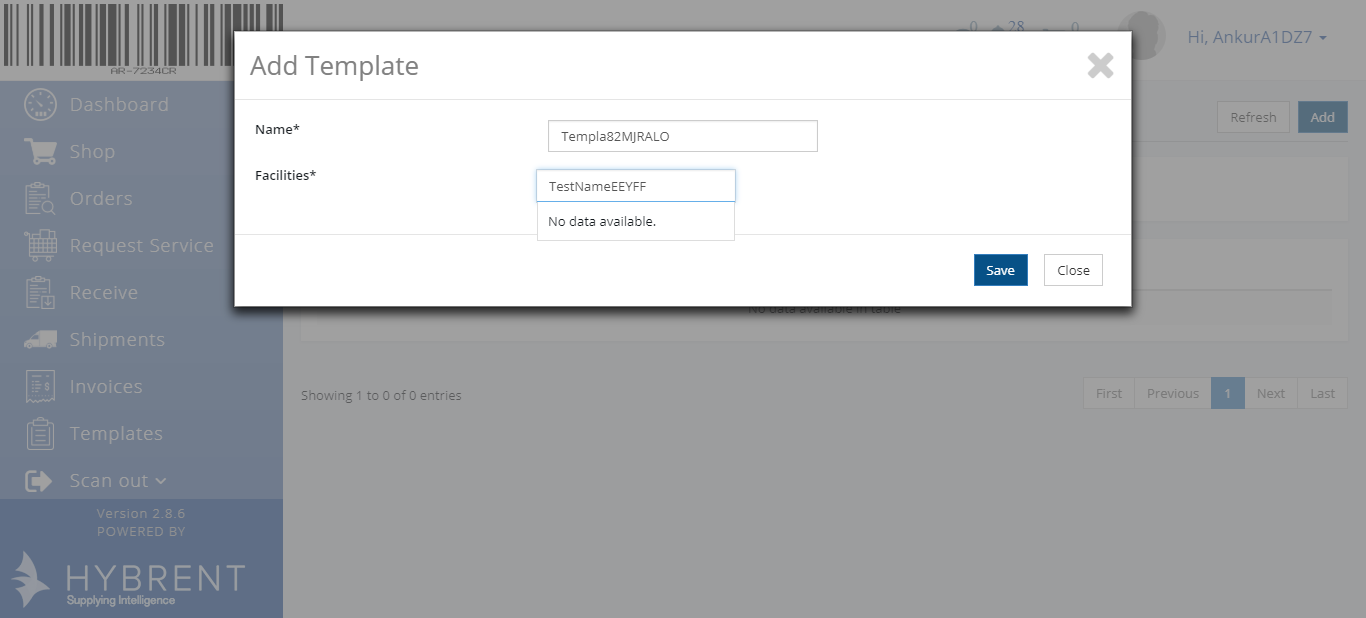 AR-7234CR
0 28 0
Hi, AnkurA1DZ7
Add Template
Dashboard
Refresh Add
Name* Templa82MJRALO
Shop
Facilities* TestNameEEYFF
Orders
No data available.
Request Service
Save Close
Receive
No data available in table
Shipments
Invoices
Showing 1 to 0 of 0 entries
First Previous 1 Next Last
Templates
Scan out
Version 2.8.6
POWERED BY
HYBRENT
Supplying Intelligence